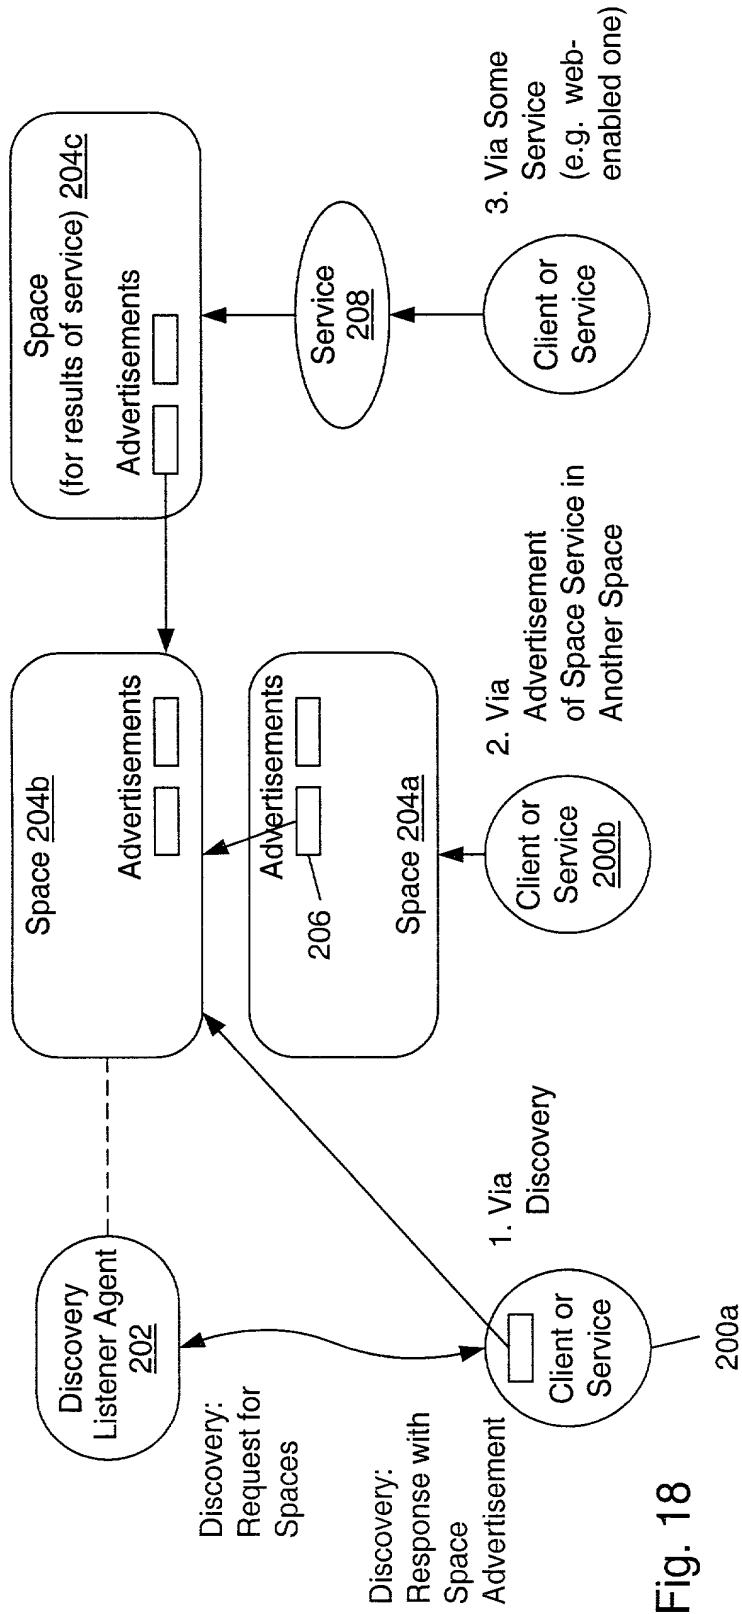 Discovery
Listener Agent
202
Space 204b
Advertisements
Space
(for results of service) 204c
Advertisements
Discovery:
Request for
Spaces
Advertisements
206
Space 204a
Service
208
Discovery:
Response with
Space
Advertisement
Client or
Service
200a
1. Via
Discovery
Client or
Service
200b
2. Via
Advertisement
of Space Service in
Another Space
Client or
Service
3. Via Some
Service
(e.g. web-
enabled one)
Fig. 18